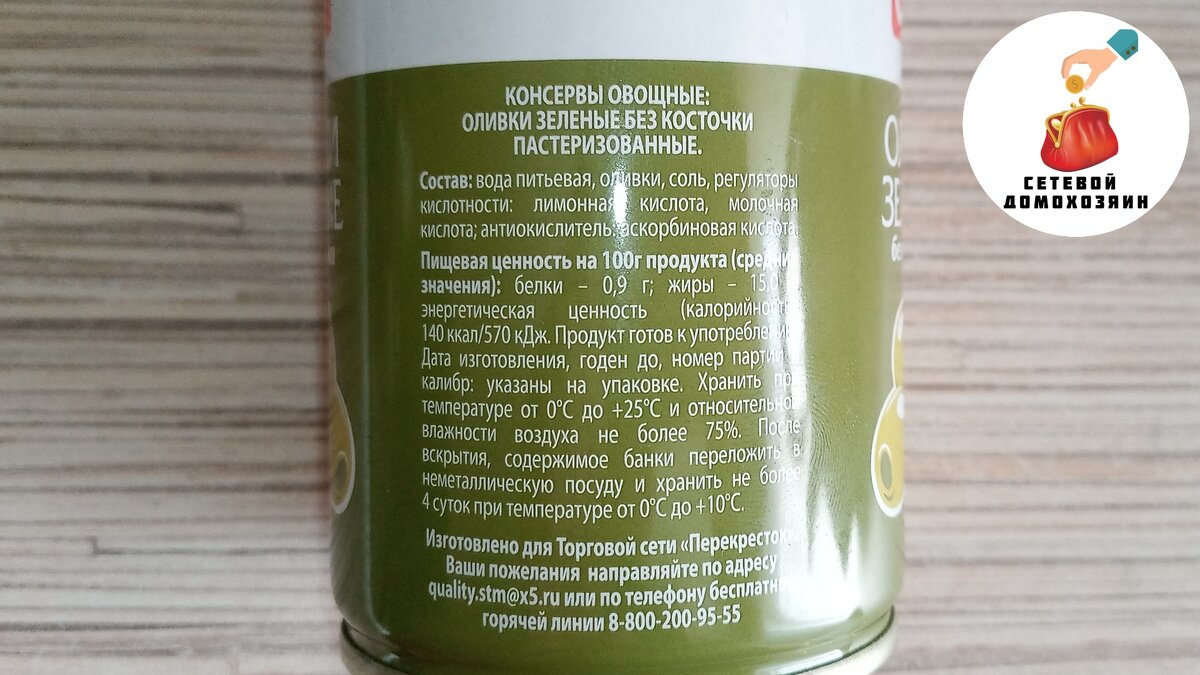 КОНСЕРВЫ ОВОЩНЫЕ:
ОЛИВКИ ЗЕЛЕНЫЕ БЕЗ КОСТОЧКИ
ПАСТЕРИЗОВАННЫЕ.
Состав: вода питьевая, оливки, соль, регуляторы
кислотности: лимонная кислота, молочная
кислота; антиокислитель: аскорбиновая кислота.
Пищевая ценность на 100г продукта (средние
значения): белки – 0,9 г; жиры – 15,0
энергетическая ценность (калорийность)
140 ккал/570 кДж. Продукт готов к употреблению
Дата изготовления, годен до, номер партии
калибр: указаны на упаковке. Хранить при
температуре от 0°С до +25°С и относительной
влажности воздуха не более 75%. После
вскрытия, содержимое банки переложить в
неметаллическую посуду и хранить не более
4 суток при температуре от 0°С до +10°С.
Изготовлено для Торговой сети «Перекресток».
Ваши пожелания направляйте по адресу
quality.stm@x5.ru или по телефону бесплатной
горячей линии 8-800-200-95-55
СЕТЕВОЙ
ДОМОХОЗЯИН